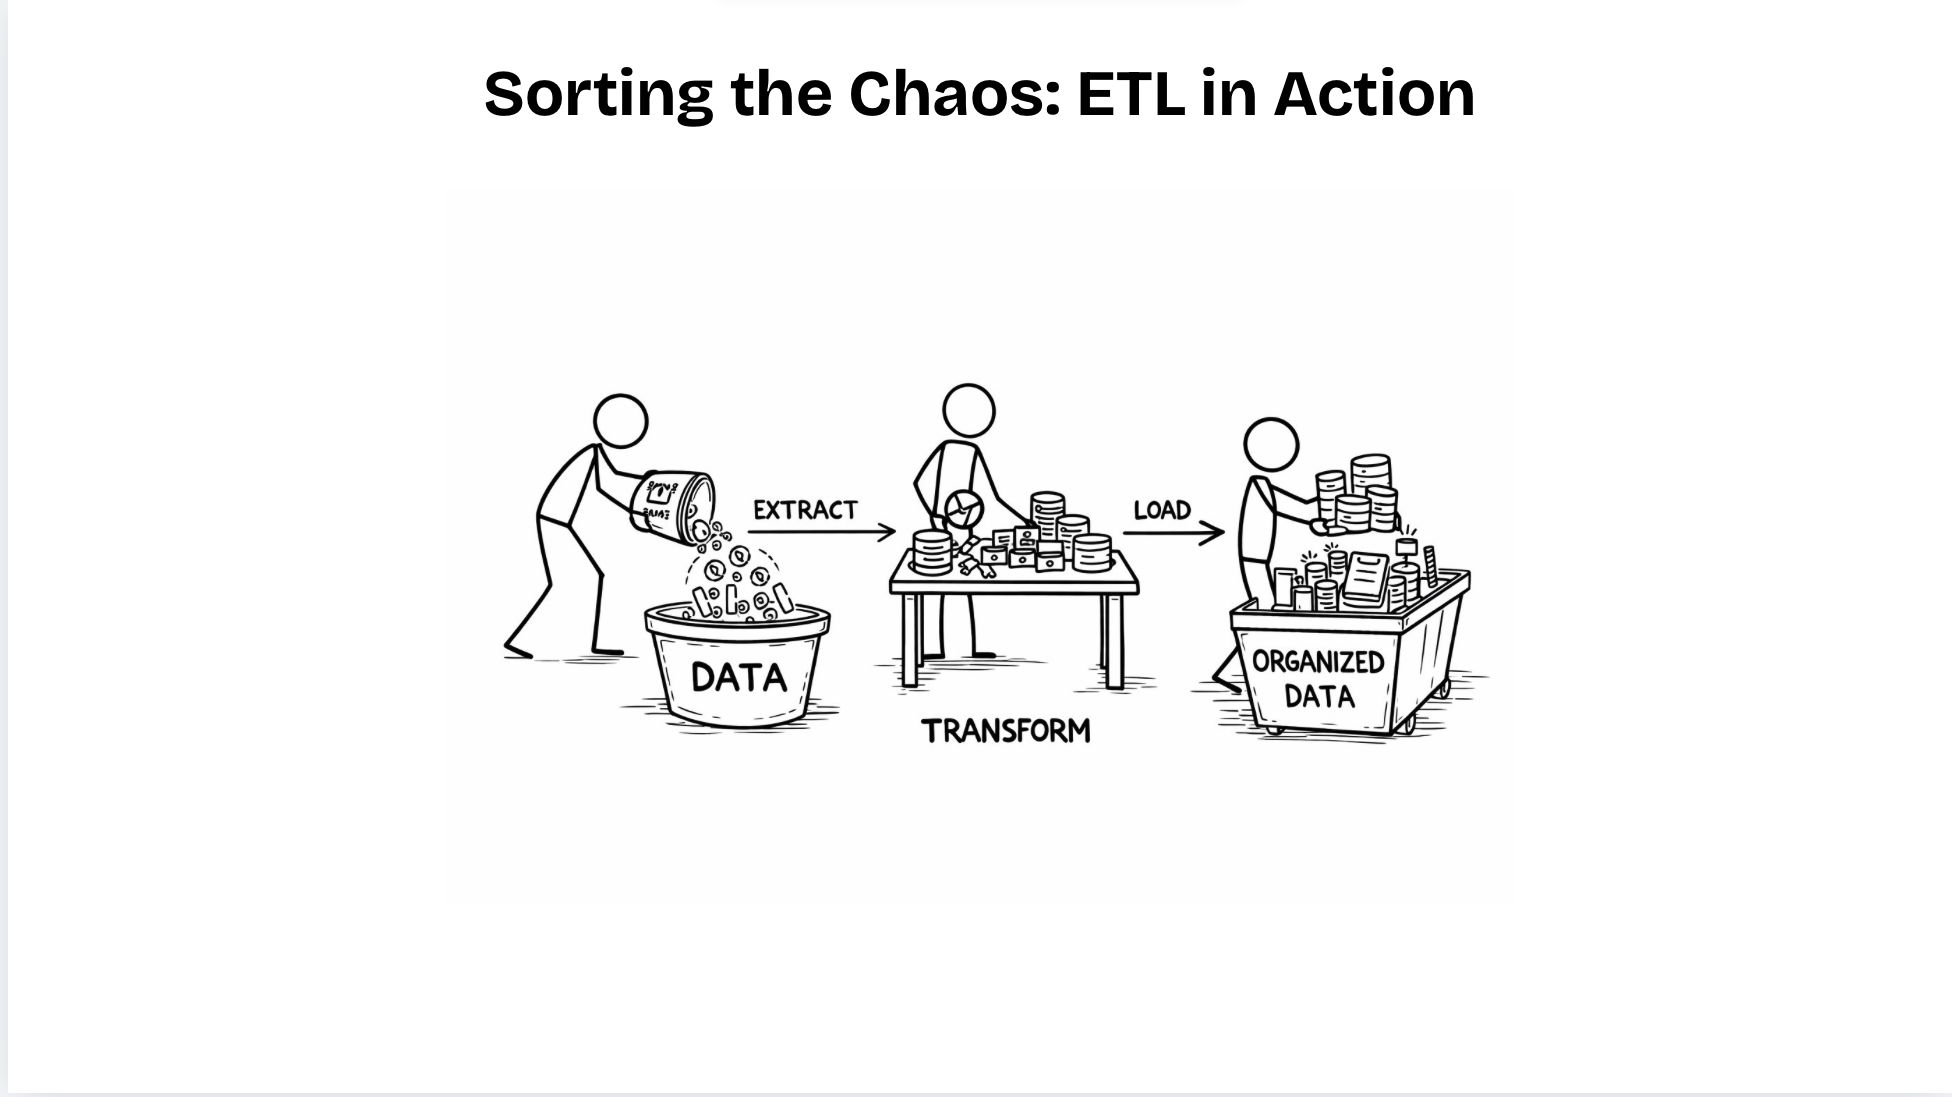 Sorting the Chaos: ETL in Action
EXTRACT
LOAD
DATA
ORGANIZED
DATA
TRANSFORM